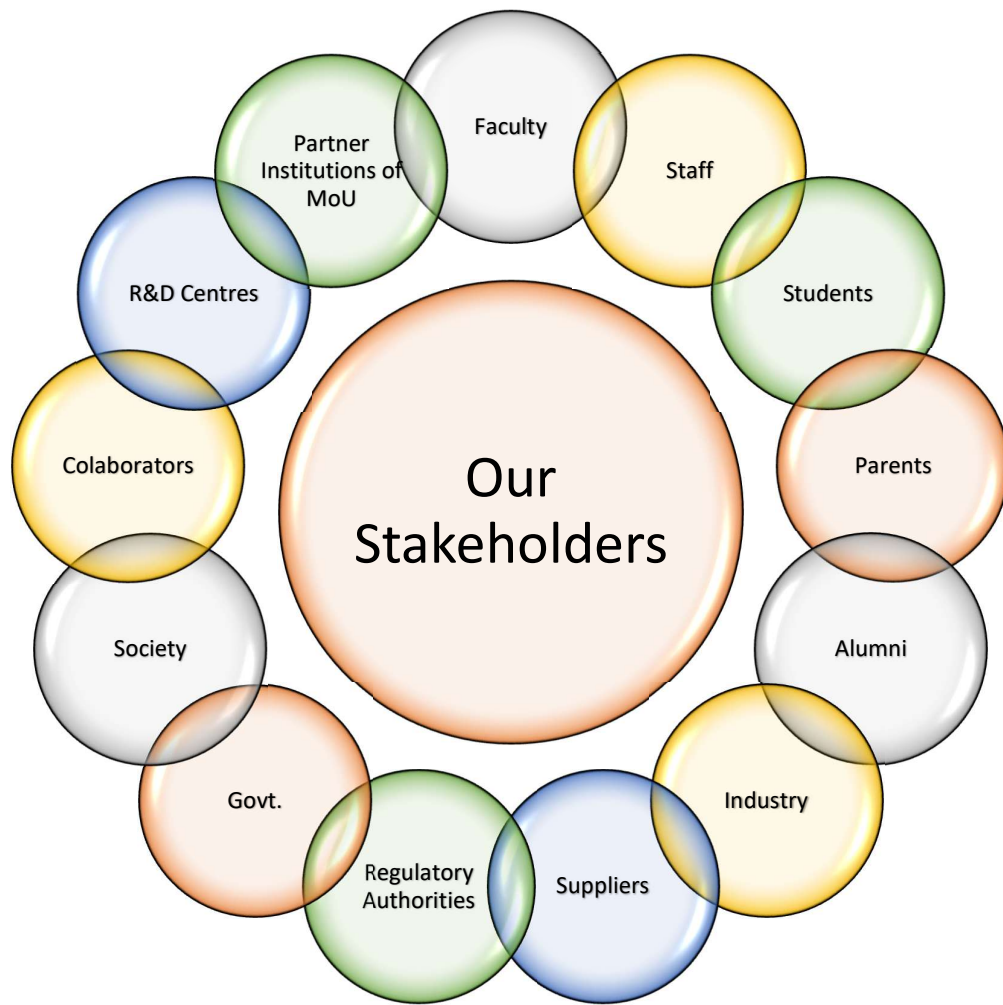 Faculty
Staff
Students
Parents
Alumni
Industry
Suppliers
Regulatory
Authorities
Govt.
Society
Colaborators
R&D Centres
Partner
Institutions of
MoU
Our
Stakeholders